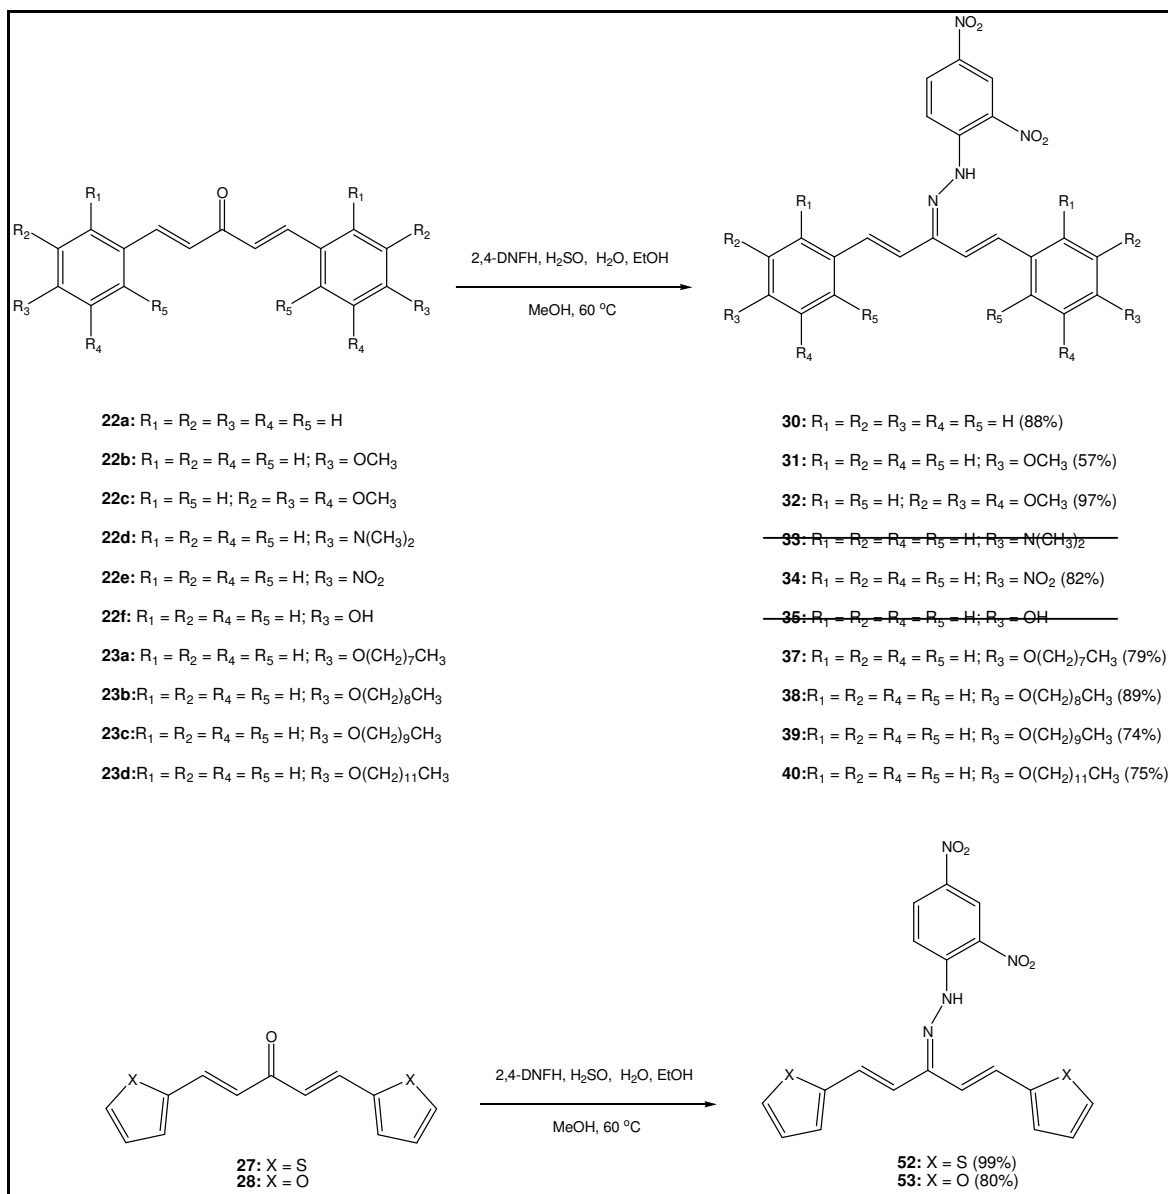 NO₂
NO₂
NH
N
O
R₁ R₁ R₁ R₁
R₂ R₂ R₂ R₂
2,4-DNFH, H₂SO, H₂O, EtOH
MeOH, 60 °C
R₃ R₅ R₅ R₃ R₃ R₅ R₅ R₃
R₄ R₄ R₄ R₄
22a: R₁ = R₂ = R₃ = R₄ = R₅ = H
22b: R₁ = R₂ = R₄ = R₅ = H; R₃ = OCH₃
22c: R₁ = R₅ = H; R₂ = R₃ = R₄ = OCH₃
22d: R₁ = R₂ = R₄ = R₅ = H; R₃ = N(CH₃)₂
22e: R₁ = R₂ = R₄ = R₅ = H; R₃ = NO₂
22f: R₁ = R₂ = R₄ = R₅ = H; R₃ = OH
23a: R₁ = R₂ = R₄ = R₅ = H; R₃ = O(CH₂)₇CH₃
23b:R₁ = R₂ = R₄ = R₅ = H; R₃ = O(CH₂)₈CH₃
23c:R₁ = R₂ = R₄ = R₅ = H; R₃ = O(CH₂)₉CH₃
23d:R₁ = R₂ = R₄ = R₅ = H; R₃ = O(CH₂)₁₁CH₃
30: R₁ = R₂ = R₃ = R₄ = R₅ = H (88%)
31: R₁ = R₂ = R₄ = R₅ = H; R₃ = OCH₃ (57%)
32: R₁ = R₅ = H; R₂ = R₃ = R₄ = OCH₃ (97%)
33: R₁ = R₂ = R₄ = R₅ = H; R₃ = N(CH₃)₂
34: R₁ = R₂ = R₄ = R₅ = H; R₃ = NO₂ (82%)
35: R₁ = R₂ = R₄ = R₅ = H; R₃ = OH
37: R₁ = R₂ = R₄ = R₅ = H; R₃ = O(CH₂)₇CH₃ (79%)
38:R₁ = R₂ = R₄ = R₅ = H; R₃ = O(CH₂)₈CH₃ (89%)
39:R₁ = R₂ = R₄ = R₅ = H; R₃ = O(CH₂)₉CH₃ (74%)
40:R₁ = R₂ = R₄ = R₅ = H; R₃ = O(CH₂)₁₁CH₃ (75%)
NO₂
NO₂
NH
N
O
X X X X
2,4-DNFH, H₂SO, H₂O, EtOH
MeOH, 60 °C
27: X = S
28: X = O
52: X = S (99%)
53: X = O (80%)